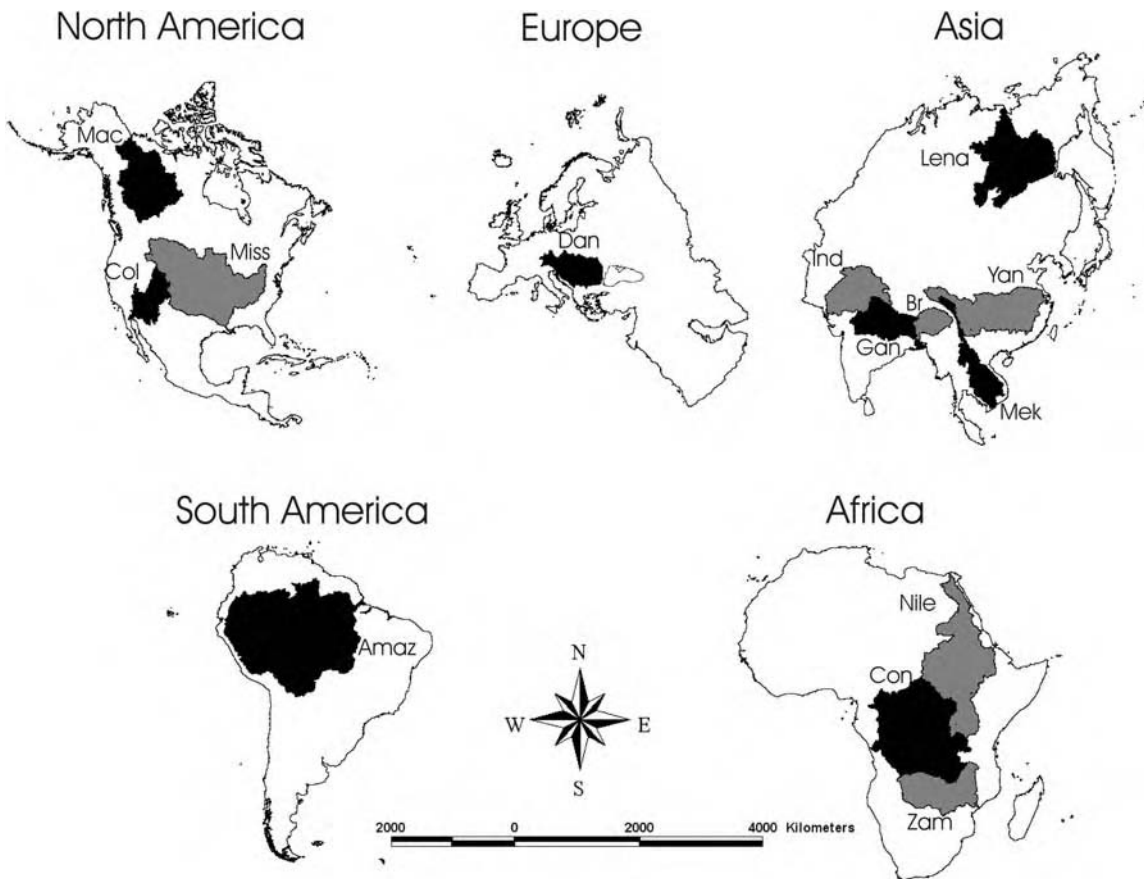 North America
Europe
Asia
Mac
Lena
Dan
Col
Miss
Ind
Yan
Br
Gan
Mek
South America
Africa
Nile
Amaz
Con
N
W
E
S
Zam
2000 0 2000 4000 Kilometers